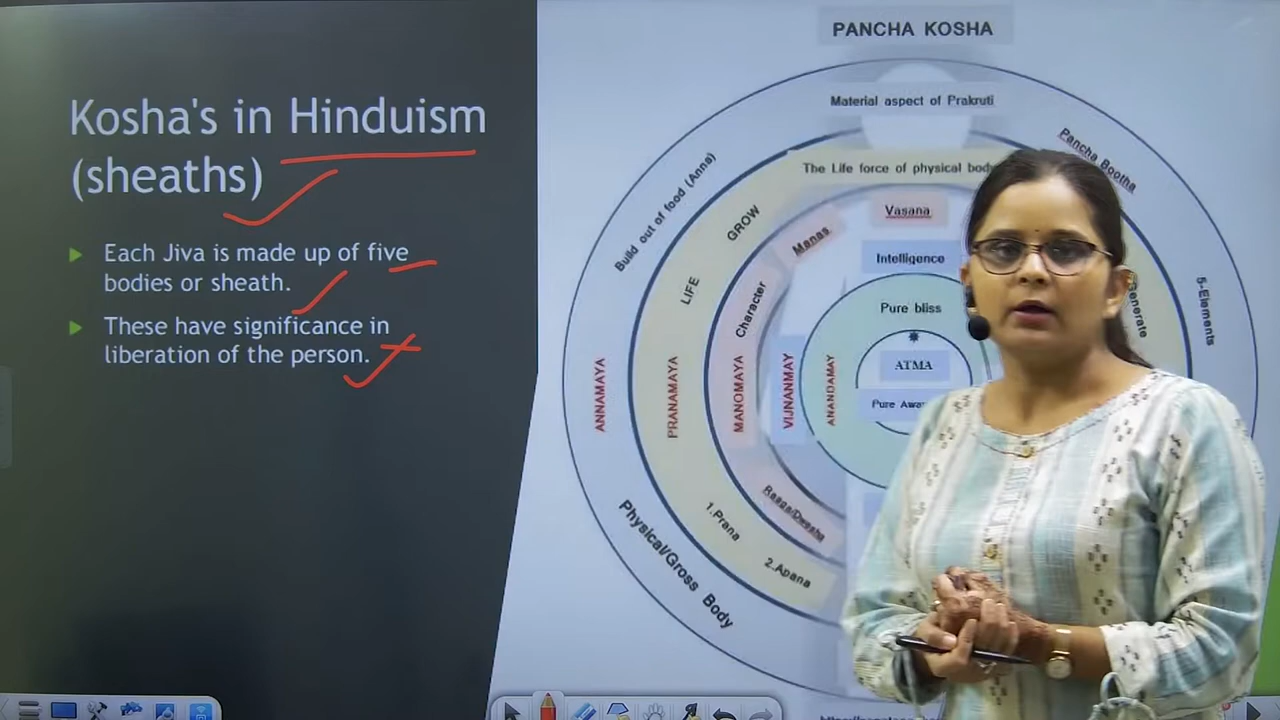 Kosha's in Hinduism
(sheaths)
Each Jiva is made up of five
bodies or sheath.
These have significance in
liberation of the person.
PANCHA KOSHA
Material aspect of Prakruti
Build out of food (Anna)
Pancha Bootha
The Life force of physical body
GROW
Manas
Vasana
Intelligence
LIFE
Character
Pure bliss
Generate
5-Elements
ATMA
ANNAMAYA
PRANAMAYA
MANOMAYA
VIJNANMAY
ANANDAMAY
Pure
Raaga/Dwesha
1.Prana
2.Apana
Physical/Gross Body